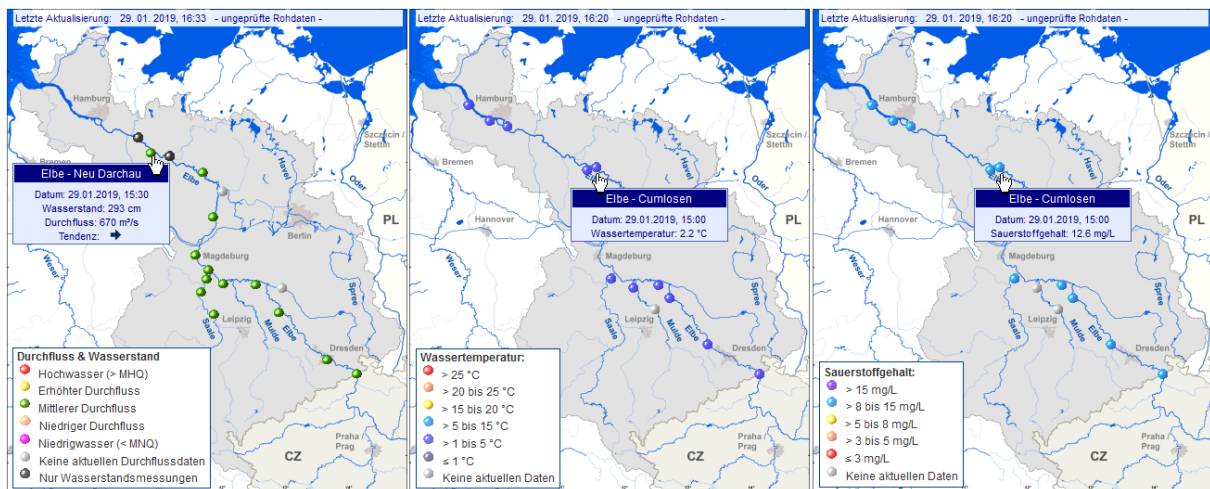 Letzte Aktualisierung: 29. 01. 2019, 16:33 - ungeprüfte Rohdaten -
Hamburg
Szczecin / Stettin
Bremen
Elbe
Havel
Oder
Elbe - Neu Darchau
Datum: 29.01.2019, 15:30
Wasserstand: 293 cm
Durchfluss: 670 m³/s
Tendenz:
PL
Berlin
Magdeburg
Weser
Spree
Saale
Leipzig
Mulde
Elbe
Dresden
Praha / Prag
CZ
Durchfluss & Wasserstand
Hochwasser (> MHQ)
Erhöhter Durchfluss
Mittlerer Durchfluss
Niedriger Durchfluss
Niedrigwasser (< MNQ)
Keine aktuellen Durchflussdaten
Nur Wasserstandsmessungen
Letzte Aktualisierung: 29. 01. 2019, 16:20 - ungeprüfte Rohdaten -
Hamburg
Szczecin / Stettin
Bremen
Havel
Oder
Elbe - Cumlosen
Datum: 29.01.2019, 15:00
Wassertemperatur: 2.2 °C
Hannover
PL
Magdeburg
Weser
Spree
Saale
Leipzig
Mulde
Elbe
Dresden
Praha / Prag
CZ
Wassertemperatur:
> 25 °C
> 20 bis 25 °C
> 15 bis 20 °C
> 5 bis 15 °C
> 1 bis 5 °C
≤ 1 °C
Keine aktuellen Daten
Letzte Aktualisierung: 29. 01. 2019, 16:20 - ungeprüfte Rohdaten -
Hamburg
Szczecin / Stettin
Bremen
Havel
Oder
Elbe - Cumlosen
Datum: 29.01.2019, 15:00
Sauerstoffgehalt: 12.6 mg/L
Hannover
PL
Magdeburg
Weser
Spree
Saale
Leipzig
Mulde
Elbe
Dresden
Praha / Prag
CZ
Sauerstoffgehalt:
> 15 mg/L
> 8 bis 15 mg/L
> 5 bis 8 mg/L
> 3 bis 5 mg/L
≤ 3 mg/L
Keine aktuellen Daten